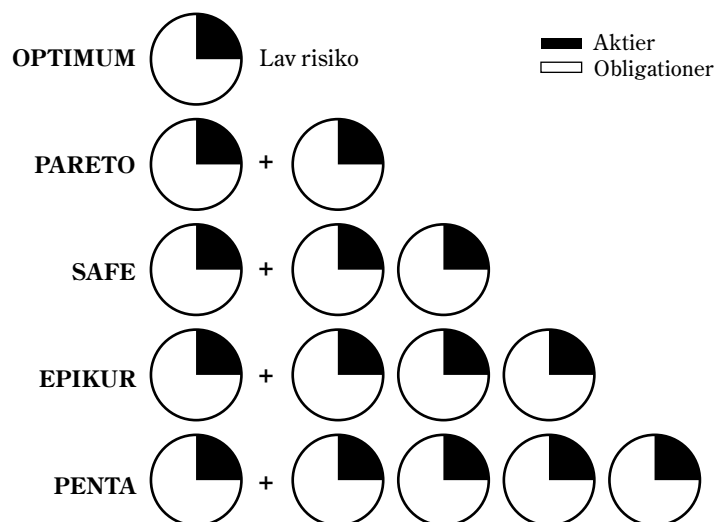 OPTIMUM Lav risiko
Aktier
Obligationer
PARETO +
SAFE +
EPIKUR +
PENTA +